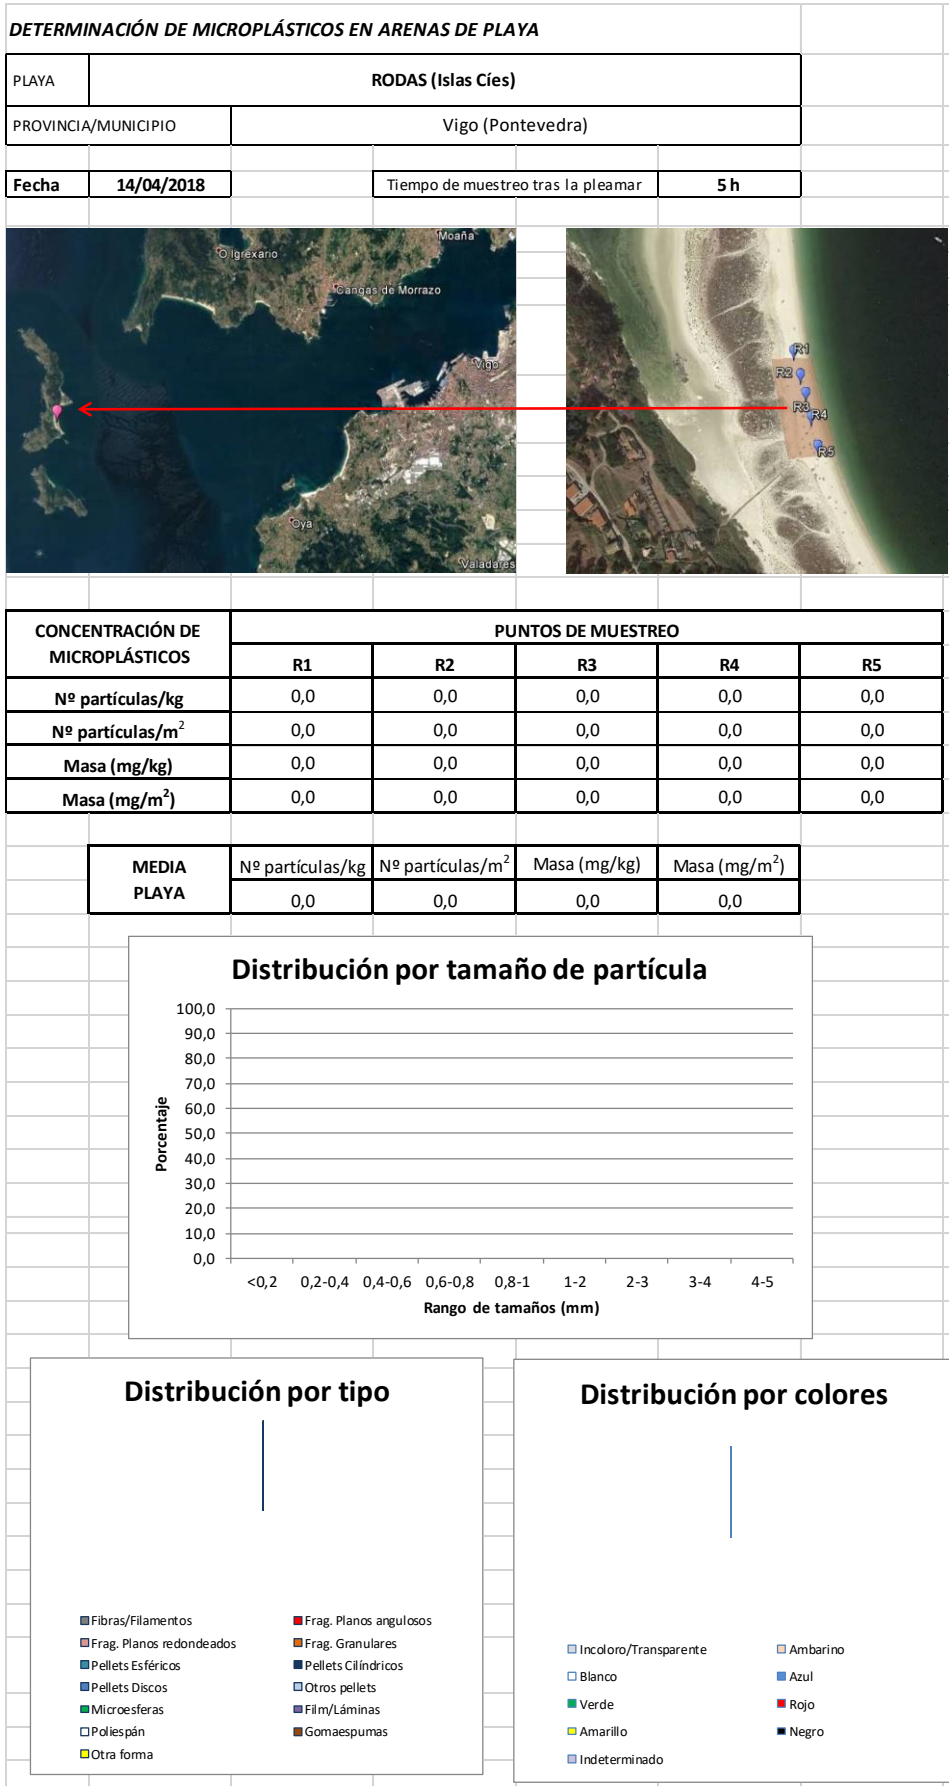 DETERMINACIÓN DE MICROPLÁSTICOS EN ARENAS DE PLAYA
PLAYA RODAS (Islas Cíes)
PROVINCIA/MUNICIPIO Vigo (Pontevedra)
Fecha 14/04/2018 Tiempo de muestreo tras la pleamar 5 h
Moaña
O Igrexario
Cangas de Morrazo
Vigo
Oya
Valadares
R1
R2
R3
R4
R5
CONCENTRACIÓN DE MICROPLÁSTICOS PUNTOS DE MUESTREO
R1 R2 R3 R4 R5
Nº partículas/kg 0,0 0,0 0,0 0,0 0,0
Nº partículas/m² 0,0 0,0 0,0 0,0 0,0
Masa (mg/kg) 0,0 0,0 0,0 0,0 0,0
Masa (mg/m²) 0,0 0,0 0,0 0,0 0,0
MEDIA PLAYA Nº partículas/kg Nº partículas/m² Masa (mg/kg) Masa (mg/m²)
0,0 0,0 0,0 0,0
Distribución por tamaño de partícula
Porcentaje
100,0
90,0
80,0
70,0
60,0
50,0
40,0
30,0
20,0
10,0
0,0
<0,2 0,2-0,4 0,4-0,6 0,6-0,8 0,8-1 1-2 2-3 3-4 4-5
Rango de tamaños (mm)
Distribución por tipo
Fibras/Filamentos Frag. Planos angulosos
Frag. Planos redondeados Frag. Granulares
Pellets Esféricos Pellets Cilíndricos
Pellets Discos Otros pellets
Microesferas Film/Láminas
Poliespán Gomaespumas
Otra forma
Distribución por colores
Incoloro/Transparente Ambarino
Blanco Azul
Verde Rojo
Amarillo Negro
Indeterminado